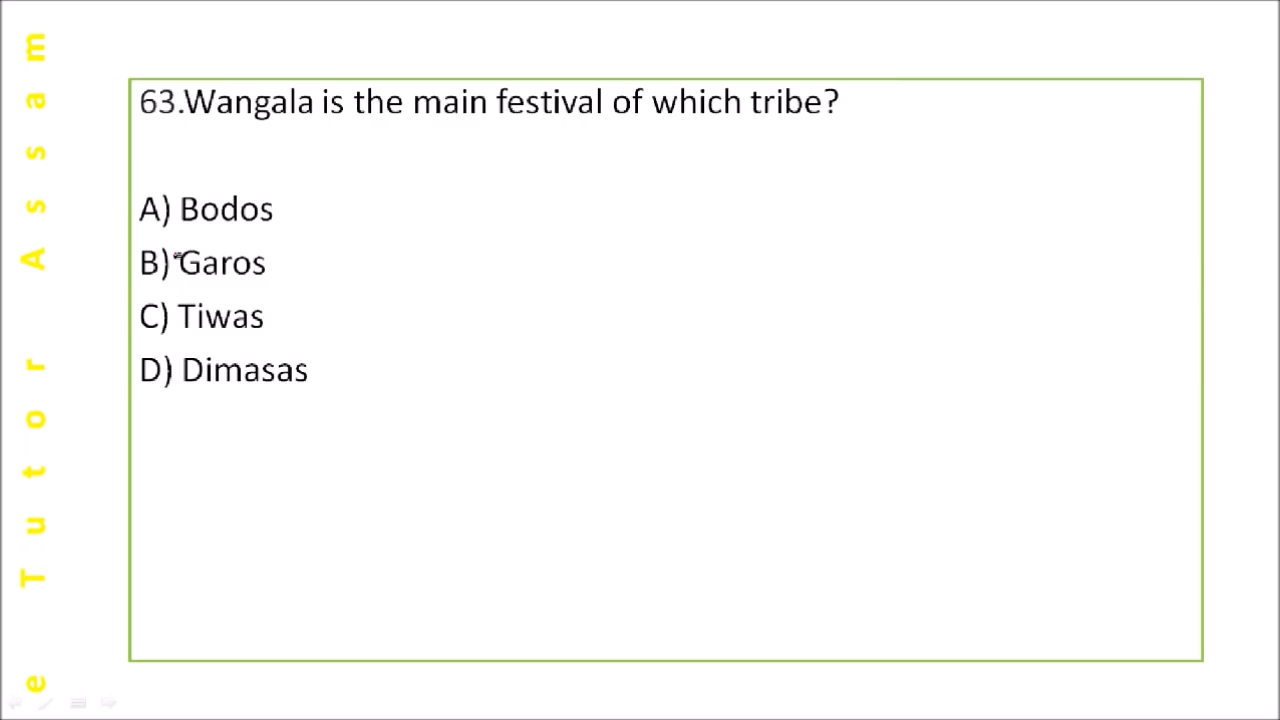 63.Wangala is the main festival of which tribe?
A) Bodos
B) Garos
C) Tiwas
D) Dimasas
e Tutor Assam